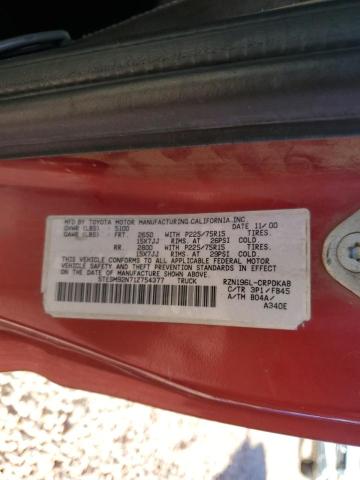 MFD BY TOYOTA MOTOR MANUFACTURING,CALIFORNIA,INC.
GVWR (LBS) 5100 DATE 11/00
GAWR (LBS) FRT. 2650 WITH P225/75R15 TIRES.
15X7JJ RIMS. AT 26PSI COLD.
RR. 2800 WITH P225/75R15 TIRES.
15X7JJ RIMS. AT 29PSI COLD.
THIS VEHICLE CONFORMS TO ALL APPLICABLE FEDERAL MOTOR
VEHICLE SAFETY AND THEFT PREVENTION STANDARDS IN EFFECT
ON THE DATE OF MANUFACTURE SHOWN ABOVE.
5TESM92N71Z754377 TRUCK
RZN196L-CRPDKAB
C/TR 3P1/FB45
A/TM B04A/
A340E